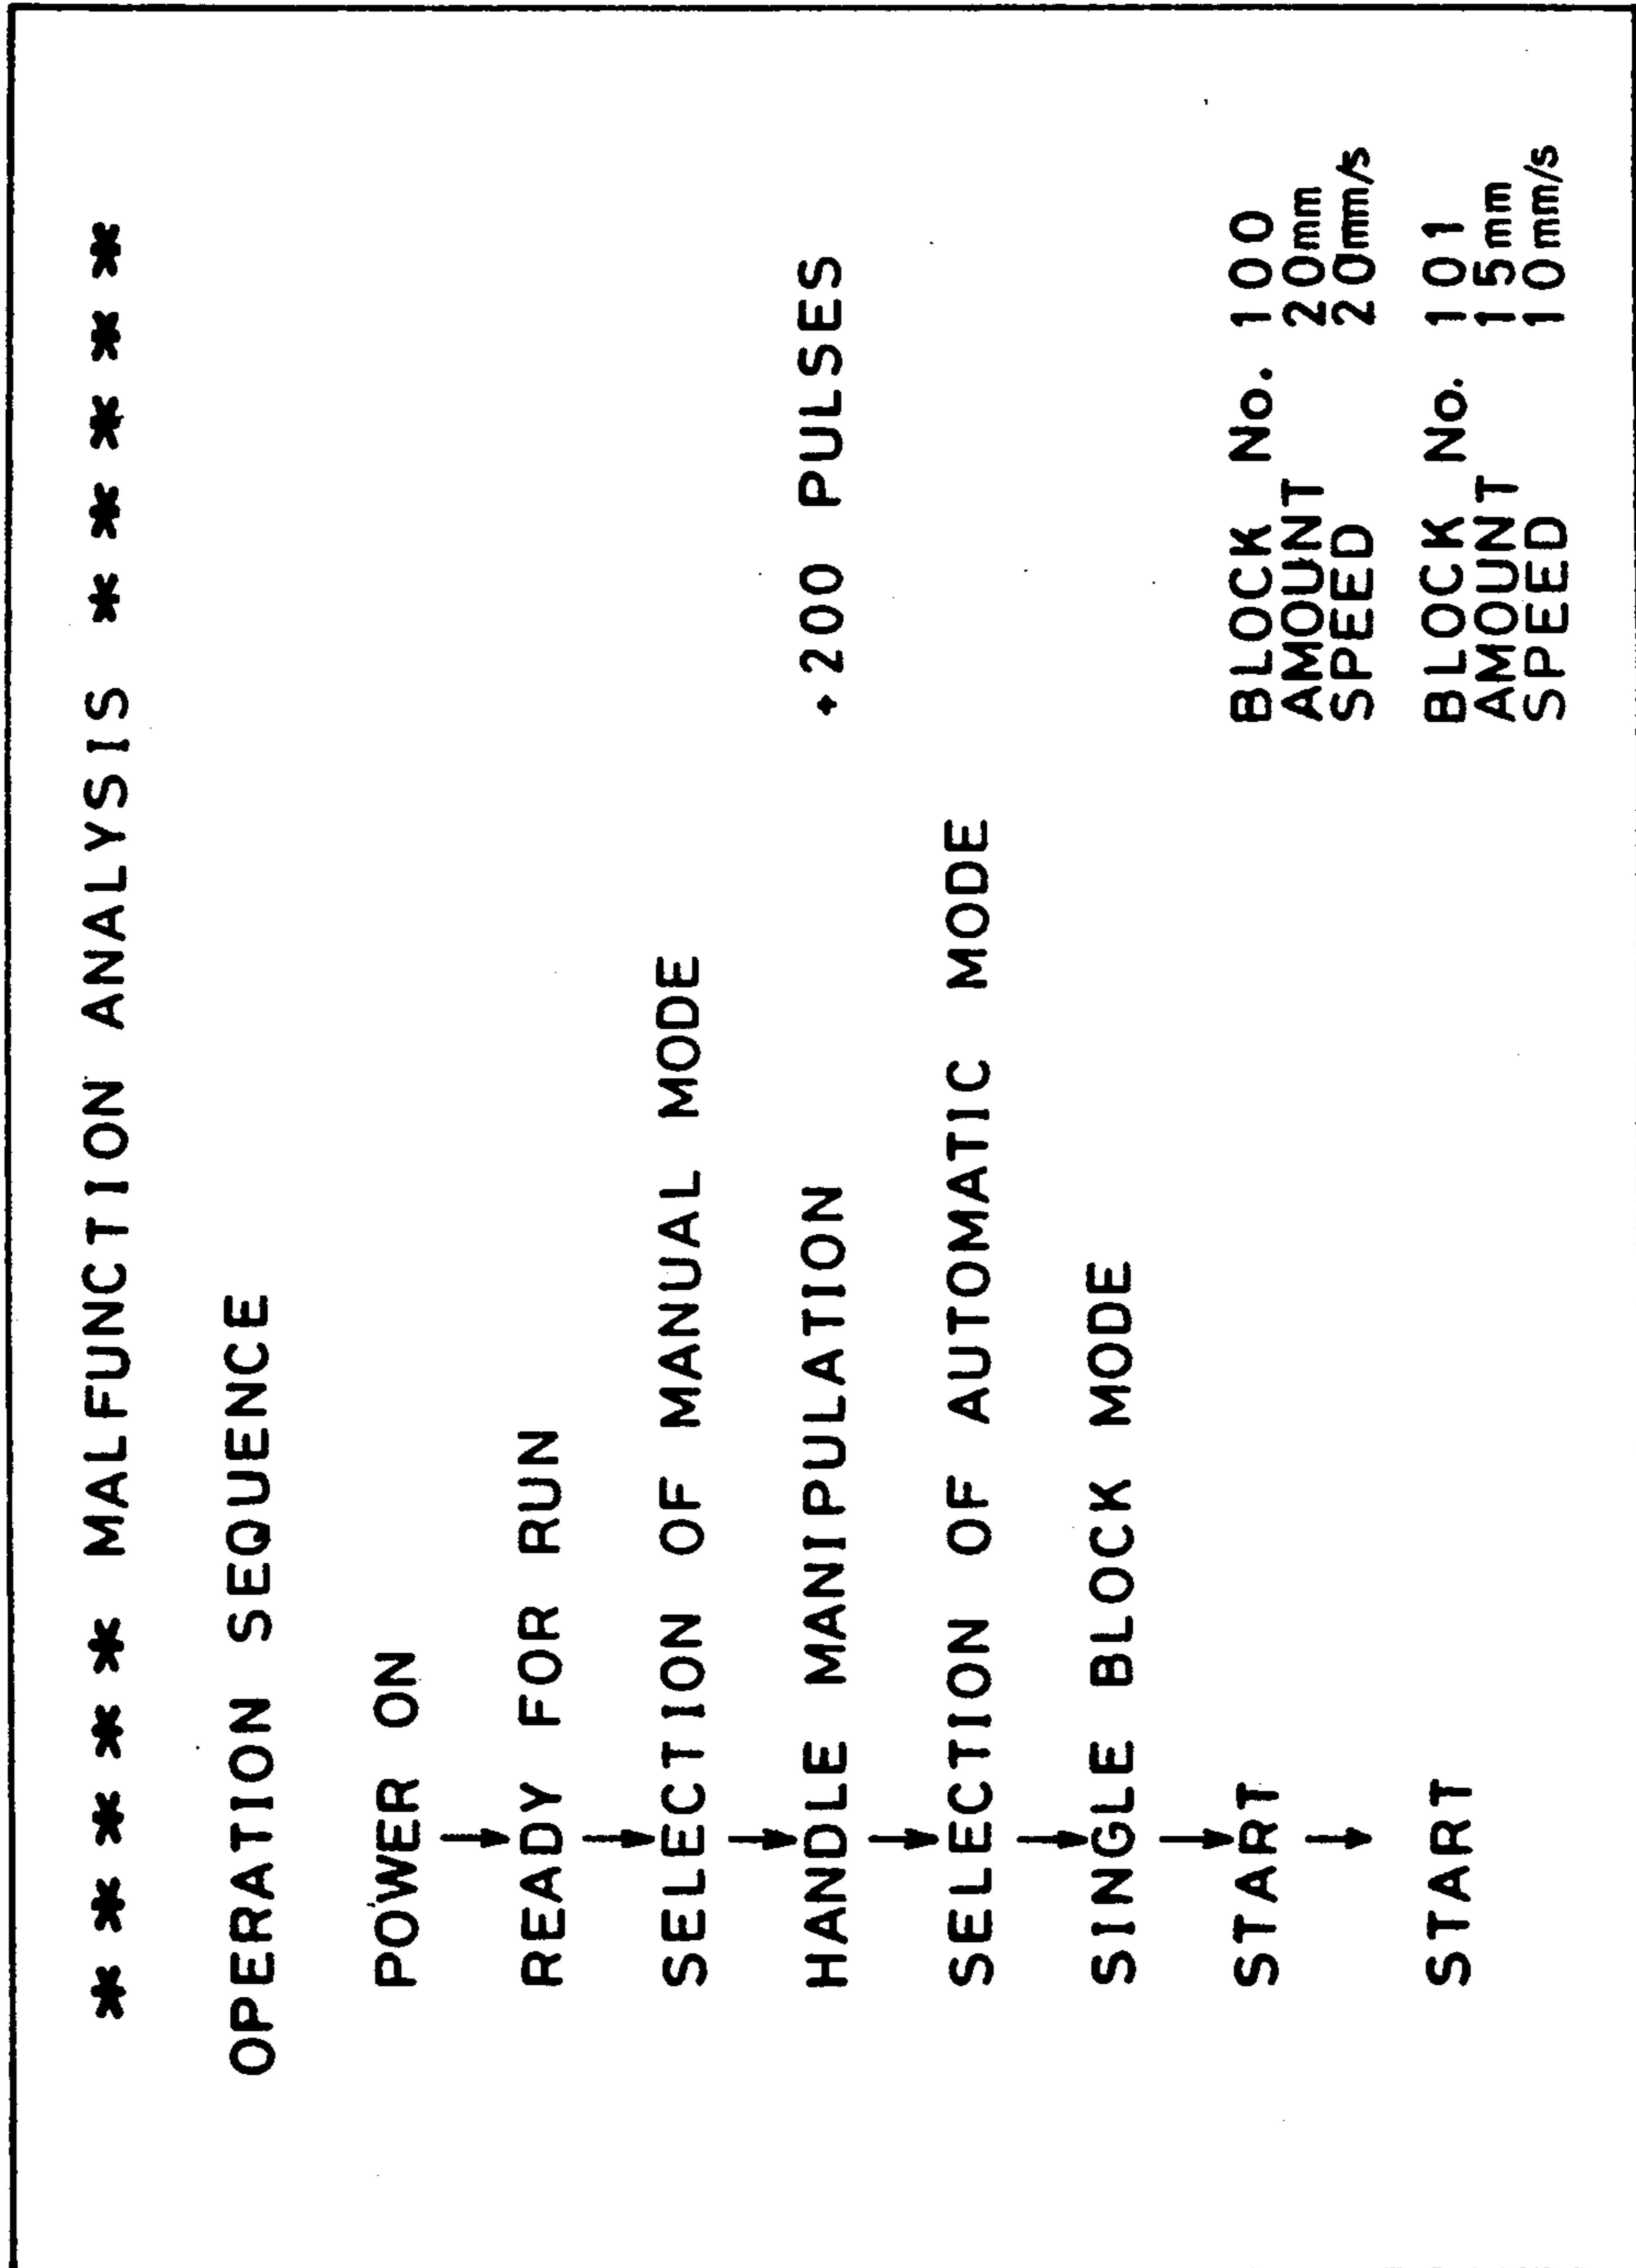 * * * * * MALFUNCTION ANALYSIS * * * * *
OPERATION SEQUENCE
POWER ON
READY FOR RUN
SELECTION OF MANUAL MODE
HANDLE MANIPULATION +200 PULSES
SELECTION OF AUTOMATIC MODE
SINGLE BLOCK MODE
START BLOCK No. 100
AMOUNT 20mm
SPEED 20mm/s
START BLOCK No. 101
AMOUNT 15mm
SPEED 10mm/s